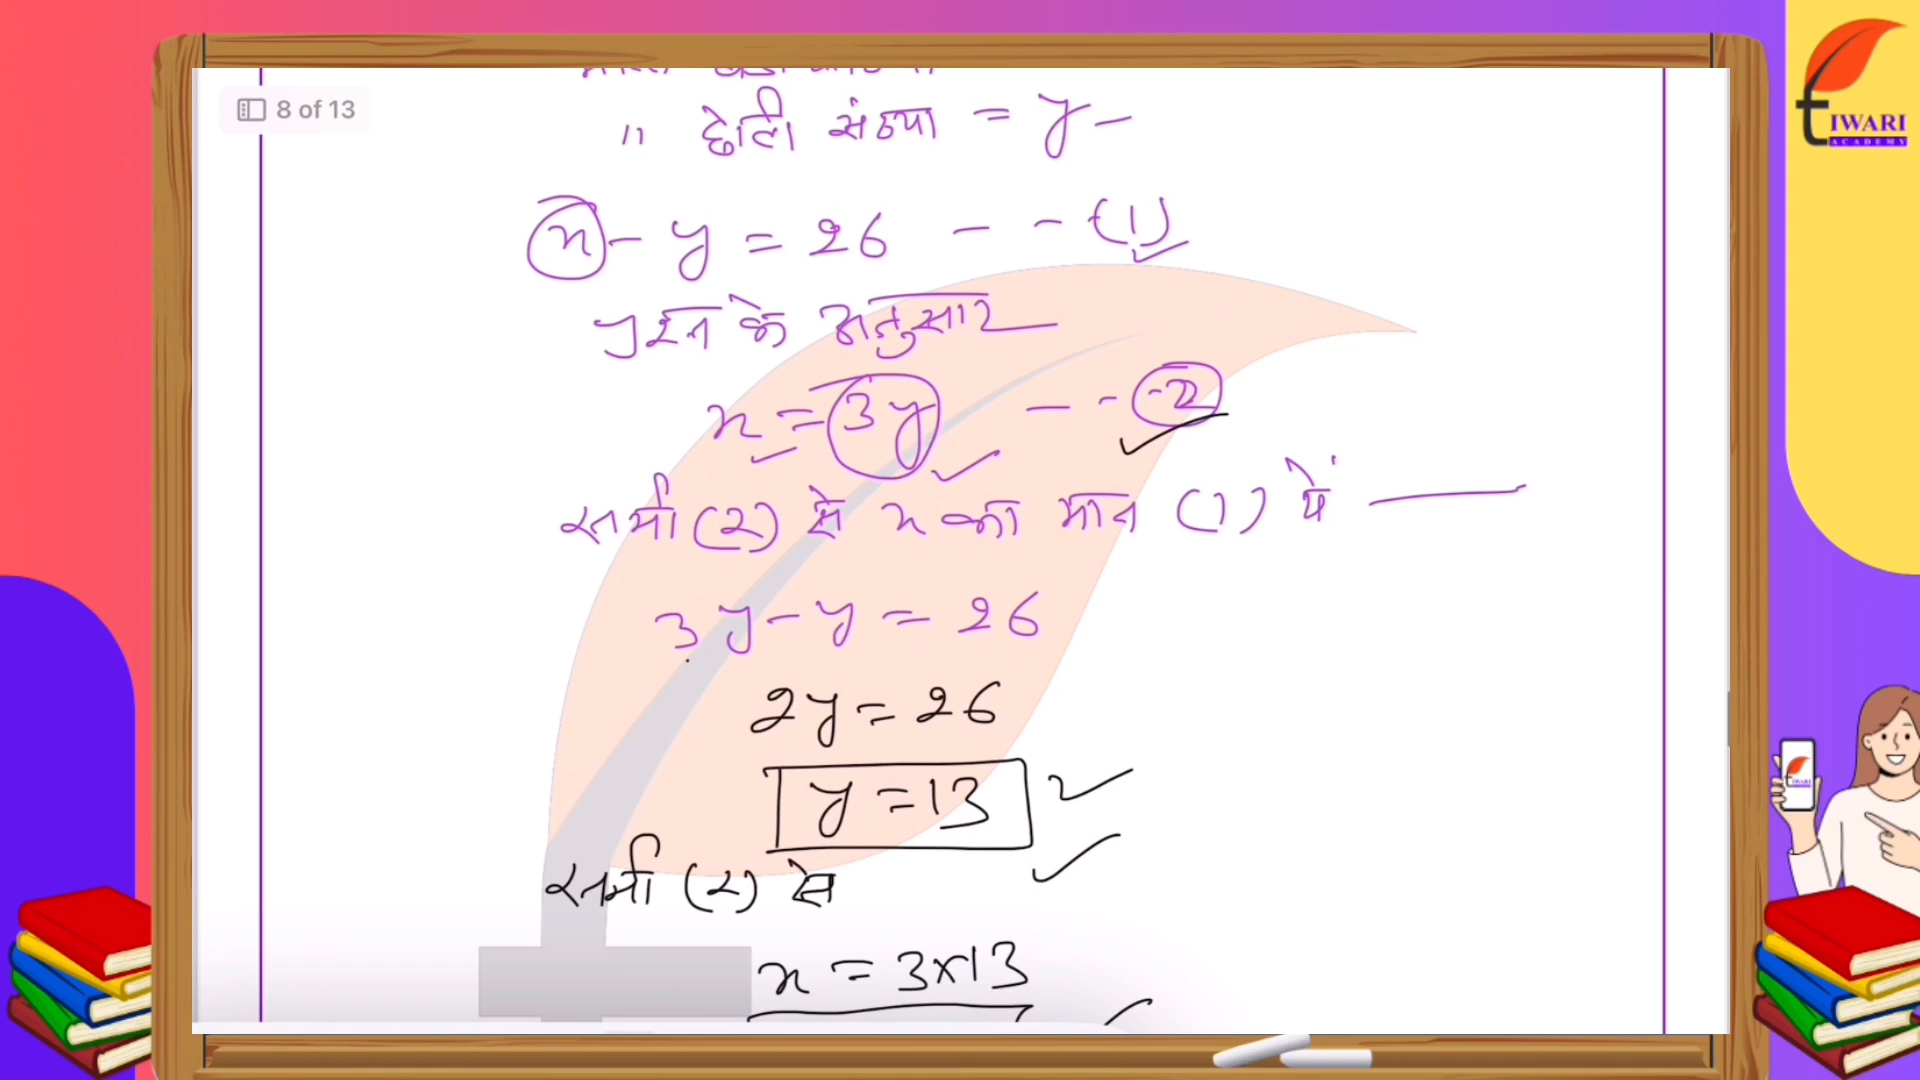 8 of 13
TIWARI
ACADEMY
" छोटी संख्या = y -
x - y = 26 - - (1)
प्रश्न के अनुसार
x = 3y - - 2
समी (2) से x का मान (1) में
3y - y = 26
2y = 26
y = 13
समी (2) से
x = 3×13